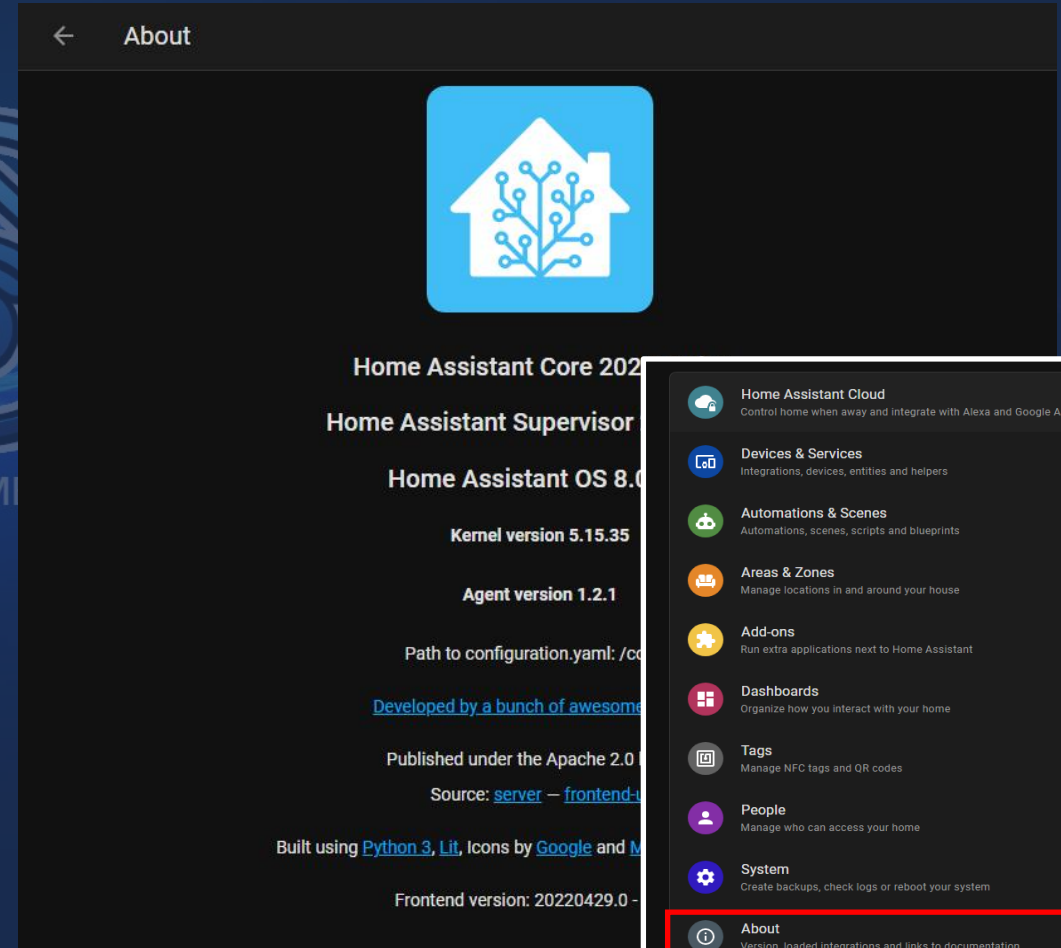 About
Home Assistant Core 202
Home Assistant Supervisor
Home Assistant OS 8.0
Kernel version 5.15.35
Agent version 1.2.1
Path to configuration.yaml: /co
Developed by a bunch of awesome
Published under the Apache 2.0
Source: server — frontend-u
Built using Python 3, Lit, Icons by Google and M
Frontend version: 20220429.0 -
Home Assistant Cloud
Control home when away and integrate with Alexa and Google A
Devices & Services
Integrations, devices, entities and helpers
Automations & Scenes
Automations, scenes, scripts and blueprints
Areas & Zones
Manage locations in and around your house
Add-ons
Run extra applications next to Home Assistant
Dashboards
Organize how you interact with your home
Tags
Manage NFC tags and QR codes
People
Manage who can access your home
System
Create backups, check logs or reboot your system
About
Version, loaded integrations and links to documentation